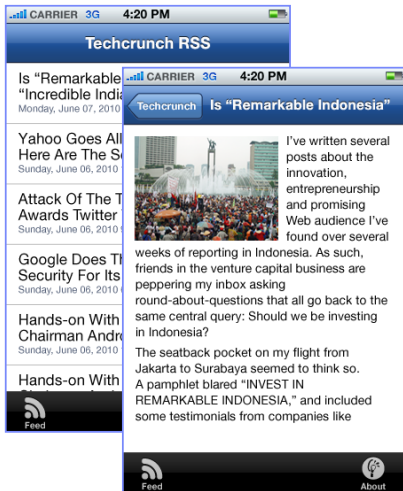 CARRIER 3G 4:20 PM
Techcrunch RSS
Is “Remarkable
“Incredible India
Monday, June 07, 2010
Yahoo Goes All
Here Are The
Sunday, June 06, 2010
Attack Of The
Awards Twitter
Sunday, June 06, 2010
Google Does
Security For Its
Sunday, June 06, 2010
Hands-on With
Chairman
Sunday, June 06, 2010
Hands-on With
Feed
CARRIER 3G 4:20 PM
Techcrunch
Is “Remarkable Indonesia”
I’ve written several
posts about the
innovation,
entrepreneurship
and promising
Web audience I’ve
found over several
weeks of reporting in Indonesia. As such,
friends in the venture capital business are
peppering my inbox asking
round-about-questions that all go back to the
same central query: Should we be investing
in Indonesia?
The seatback pocket on my flight from
Jakarta to Surabaya seemed to think so.
A pamphlet blared “INVEST IN
REMARKABLE INDONESIA,” and included
some testimonials from companies like
Feed
About